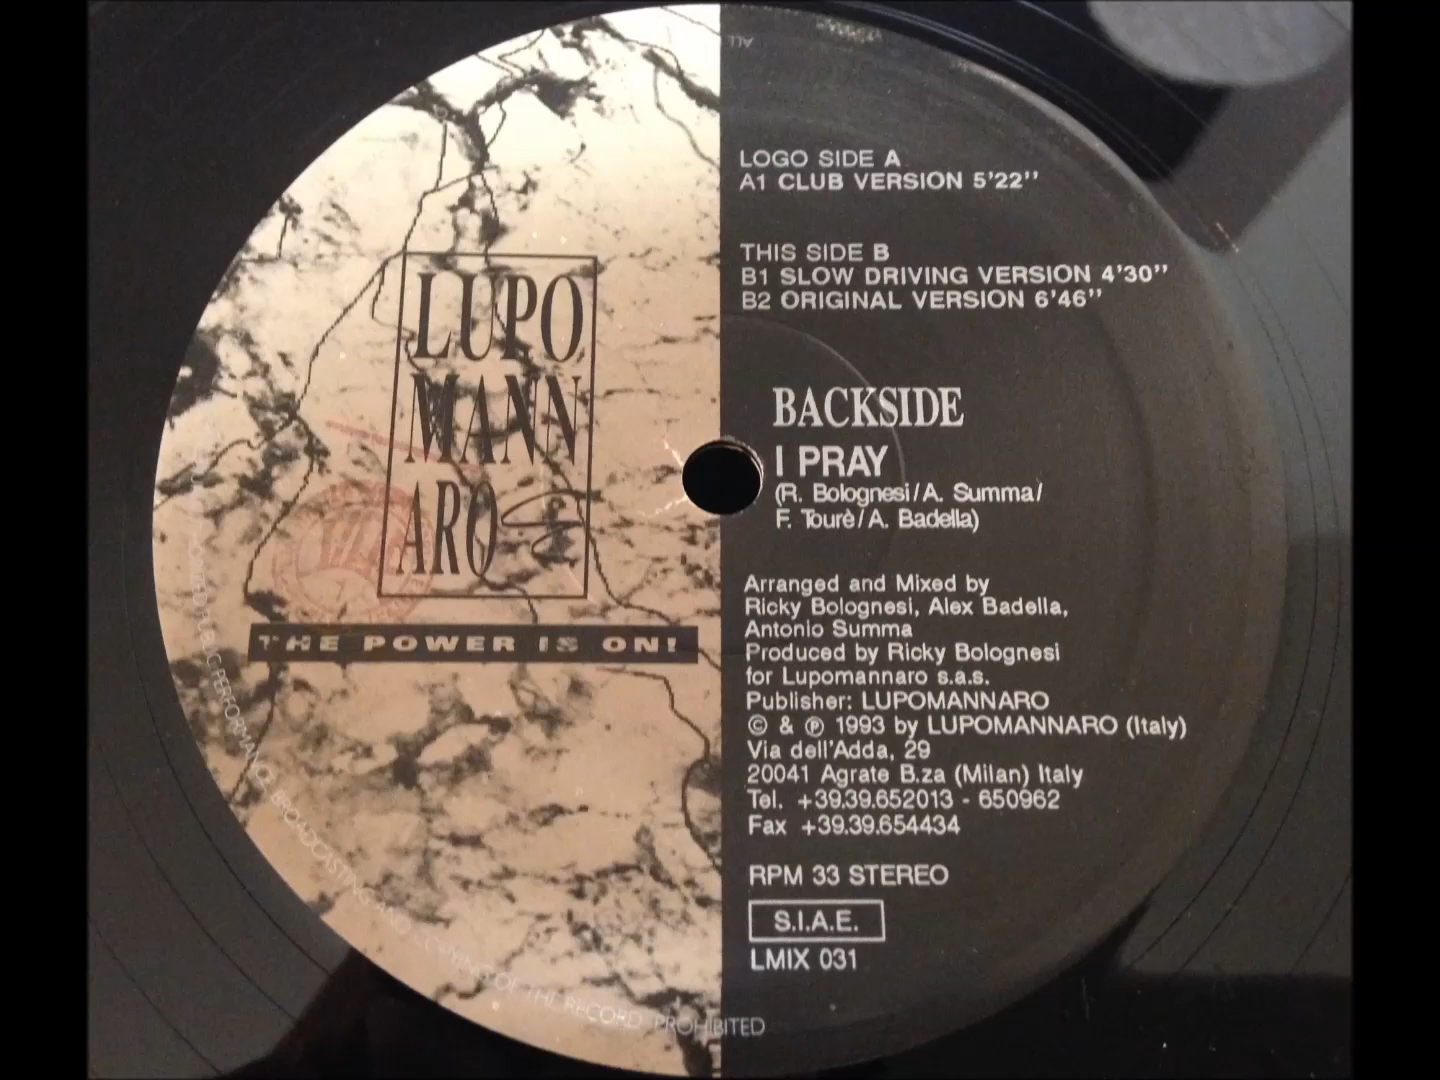 LUPO
MANN
ARO
THE POWER IS ON!
ALL
LOGO SIDE A
A1 CLUB VERSION 5'22''
THIS SIDE B
B1 SLOW DRIVING VERSION 4'30''
B2 ORIGINAL VERSION 6'46''
BACKSIDE
I PRAY
(R. Bolognesi/A. Summa/
F. Tourè/A. Badella)
Arranged and Mixed by
Ricky Bolognesi, Alex Badella,
Antonio Summa
Produced by Ricky Bolognesi
for Lupomannaro s.a.s.
Publisher: LUPOMANNARO
© & ℗ 1993 by LUPOMANNARO (Italy)
Via dell'Adda, 29
20041 Agrate B.za (Milan) Italy
Tel. +39.39.652013 - 650962
Fax +39.39.654434
RPM 33 STEREO
S.I.A.E.
LMIX 031
PUBLIC PERFORMANCE BROADCASTING AND COPYING OF THE RECORD PROHIBITED